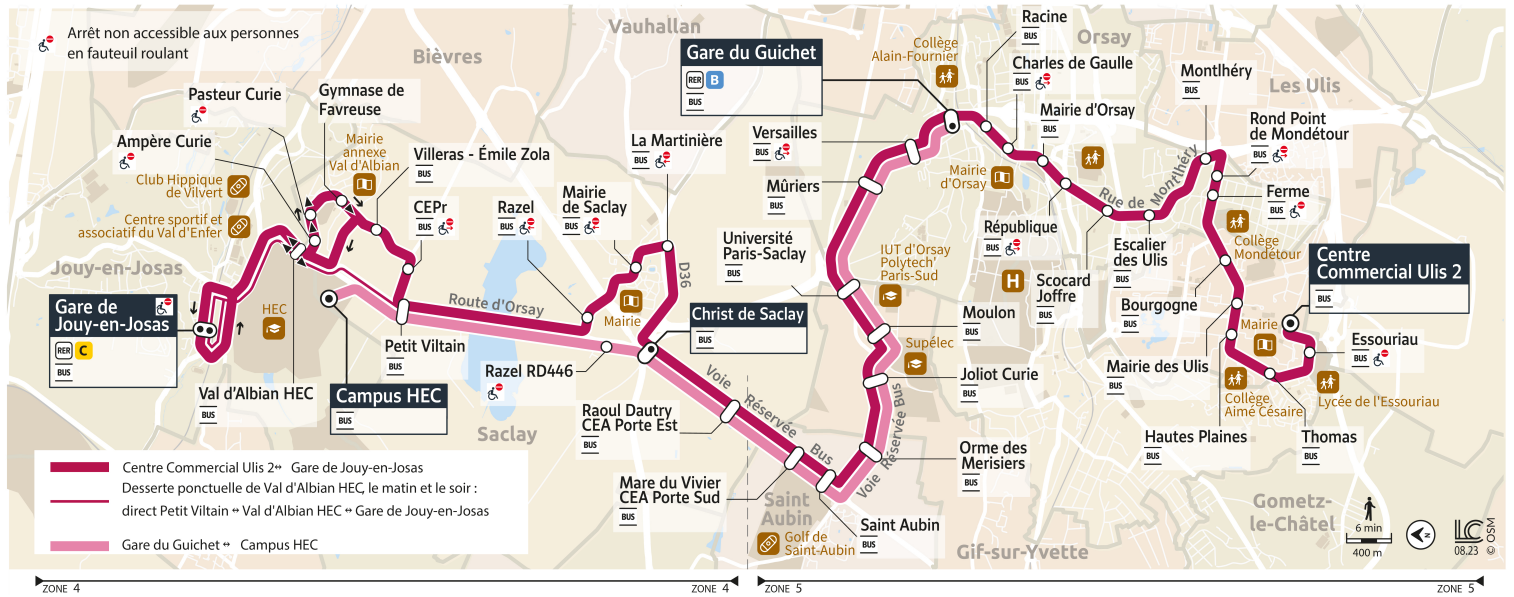 Arrêt non accessible aux personnes
en fauteuil roulant
Bièvres
Vauhallan
Orsay
Les Ulis
Jouy-en-Josas
Saclay
Saint
Aubin
Gif-sur-Yvette
Gometz-
le-Châtel
Pasteur Curie
Gymnase de
Favreuse
Ampère Curie
Mairie
annexe
Val d'Albian
Villeras - Émile Zola
BUS
Club Hippique
de Vilvert
Centre sportif et
associatif du Val d'Enfer
CEPr
BUS
Razel
BUS
Mairie
de Saclay
BUS
La Martinière
BUS
Gare de
Jouy-en-Josas
RER C
BUS
HEC
Val d'Albian HEC
BUS
Campus HEC
BUS
Petit Viltain
BUS
Route d'Orsay
Mairie
D36
Razel RD446
Christ de Saclay
BUS
Raoul Dautry
CEA Porte Est
BUS
Voie Réservée Bus
Mare du Vivier
CEA Porte Sud
BUS
Golf de
Saint-Aubin
Saint Aubin
BUS
Voie Réservée Bus
Orme des
Merisiers
BUS
Joliot Curie
BUS
Supélec
Moulon
BUS
IUT d'Orsay
Polytech'
Paris-Sud
Université
Paris-Saclay
BUS
Mûriers
BUS
Versailles
BUS
Gare du Guichet
RER B
BUS
Collège
Alain-Fournier
Racine
BUS
Charles de Gaulle
BUS
Mairie d'Orsay
BUS
Mairie
d'Orsay
République
BUS
H
Scocard
Joffre
BUS
Rue de Montlhéry
Escalier
des Ulis
BUS
Montlhéry
BUS
Rond Point
de Mondétour
BUS
Ferme
BUS
Collège
Mondétour
Bourgogne
BUS
Mairie des Ulis
BUS
Mairie
Centre
Commercial Ulis 2
BUS
Essouriau
BUS
Lycée de l'Essouriau
Collège
Aimé Césaire
Hautes Plaines
BUS
Thomas
BUS
Centre Commercial Ulis 2 ↔ Gare de Jouy-en-Josas
Desserte ponctuelle de Val d'Albian HEC, le matin et le soir :
direct Petit Viltain ↔ Val d'Albian HEC ↔ Gare de Jouy-en-Josas
Gare du Guichet ↔ Campus HEC
6 min
400 m
N
LC
08.23
© OSM
ZONE 4
ZONE 4
ZONE 5
ZONE 5